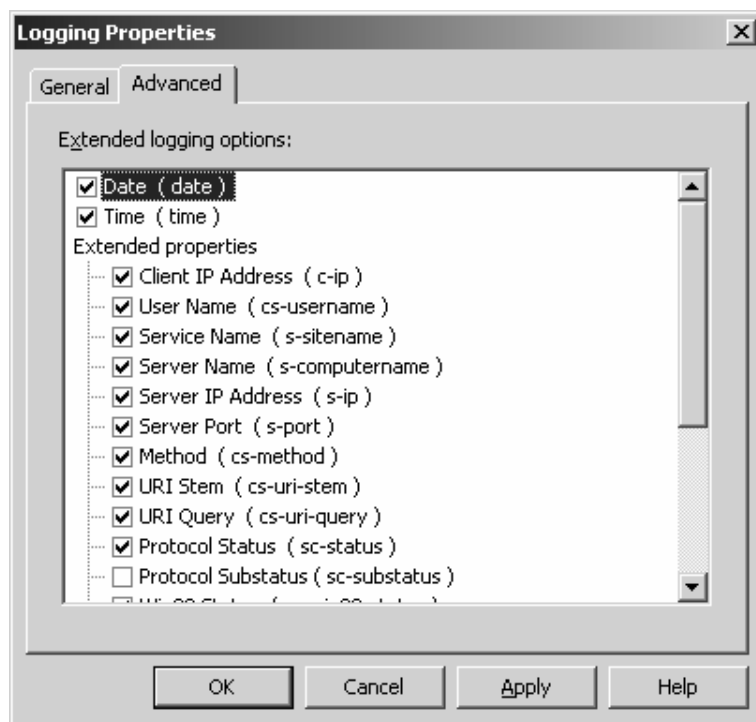 Logging Properties
General
Advanced
Extended logging options:
Date ( date )
Time ( time )
Extended properties
Client IP Address ( c-ip )
User Name ( cs-username )
Service Name ( s-sitename )
Server Name ( s-computername )
Server IP Address ( s-ip )
Server Port ( s-port )
Method ( cs-method )
URI Stem ( cs-uri-stem )
URI Query ( cs-uri-query )
Protocol Status ( sc-status )
Protocol Substatus ( sc-substatus )
OK
Cancel
Apply
Help